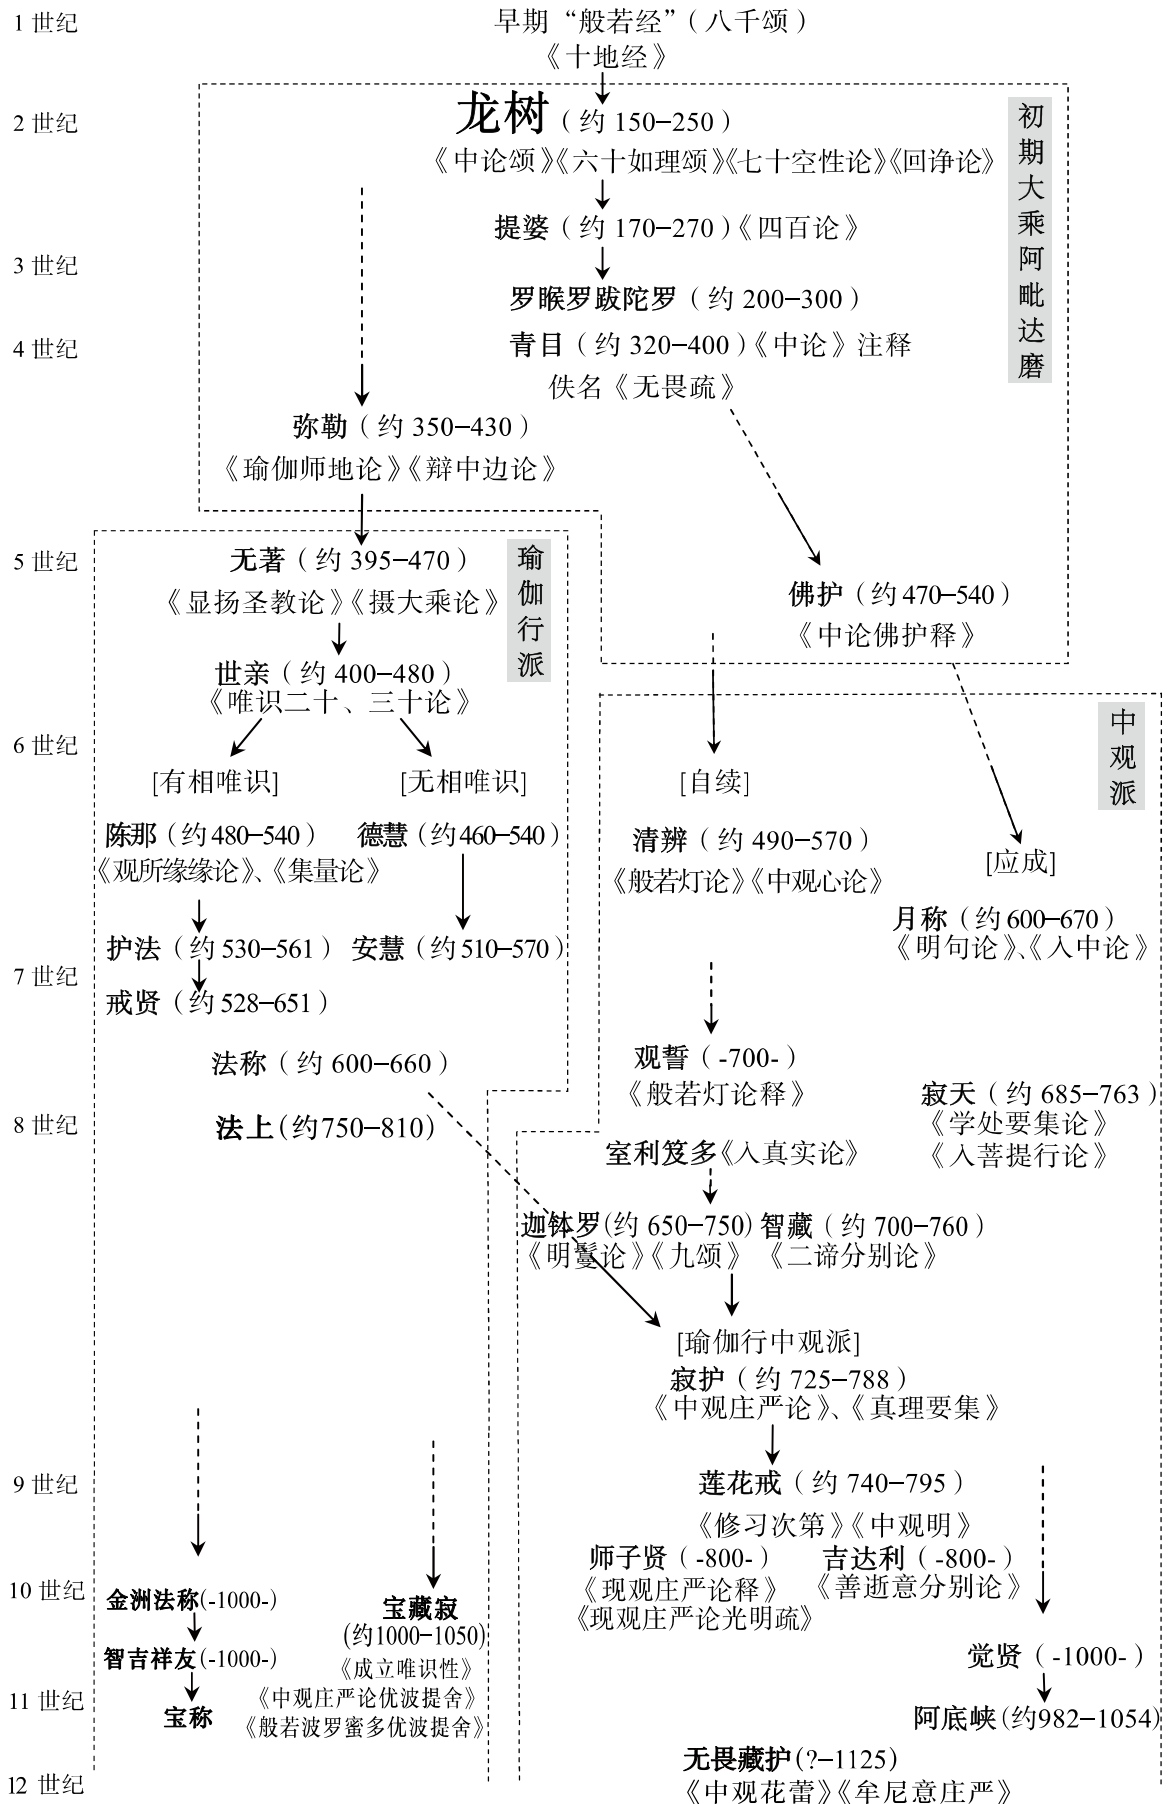 1 世纪
早期“般若经”（八千颂）
《十地经》
2 世纪
龙树（约 150–250）
《中论颂》《六十如理颂》《七十空性论》《回诤论》
初期大乘阿毗达磨
提婆（约 170–270）《四百论》
3 世纪
罗睺罗跋陀罗（约 200–300）
4 世纪
青目（约 320–400）《中论》注释
佚名《无畏疏》
弥勒（约 350–430）
《瑜伽师地论》《辩中边论》
5 世纪
无著（约 395–470）
《显扬圣教论》《摄大乘论》
瑜伽行派
佛护（约 470–540）
《中论佛护释》
世亲（约 400–480）
《唯识二十、三十论》
中观派
6 世纪
[有相唯识]
[无相唯识]
[自续]
陈那（约 480–540）
德慧（约460–540）
清辨（约 490–570）
[应成]
《观所缘缘论》、《集量论》
《般若灯论》《中观心论》
月称（约 600–670）
《明句论》、《入中论》
护法（约 530–561）
安慧（约510–570）
7 世纪
戒贤（约 528–651）
法称（约 600–660）
观誓（-700-）
《般若灯论释》
寂天（约 685–763）
《学处要集论》
《入菩提行论》
8 世纪
法上(约750–810)
室利笈多《入真实论》
迦钵罗(约 650–750)
智藏（约 700–760）
《明鬘论》《九颂》
《二谛分别论》
[瑜伽行中观派]
寂护（约 725–788）
《中观庄严论》、《真理要集》
9 世纪
莲花戒（约 740–795）
《修习次第》《中观明》
师子贤（-800-）
吉达利（-800-）
《现观庄严论释》
《善逝意分别论》
《现观庄严论光明疏》
10 世纪
金洲法称(-1000-)
宝藏寂
(约1000–1050)
智吉祥友(-1000-)
《成立唯识性》
觉贤（-1000-）
11 世纪
宝称
《中观庄严论优波提舍》
《般若波罗蜜多优波提舍》
阿底峡(约982–1054)
无畏藏护(?–1125)
12 世纪
《中观花蕾》《牟尼意庄严》